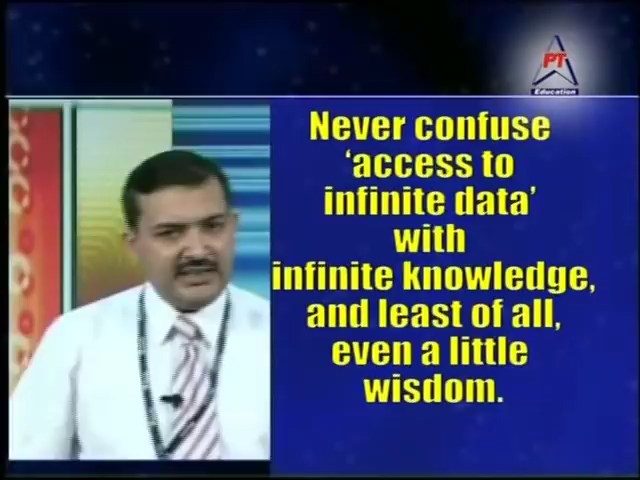 PT
Education
Never confuse
'access to
infinite data'
with
infinite knowledge,
and least of all,
even a little
wisdom.